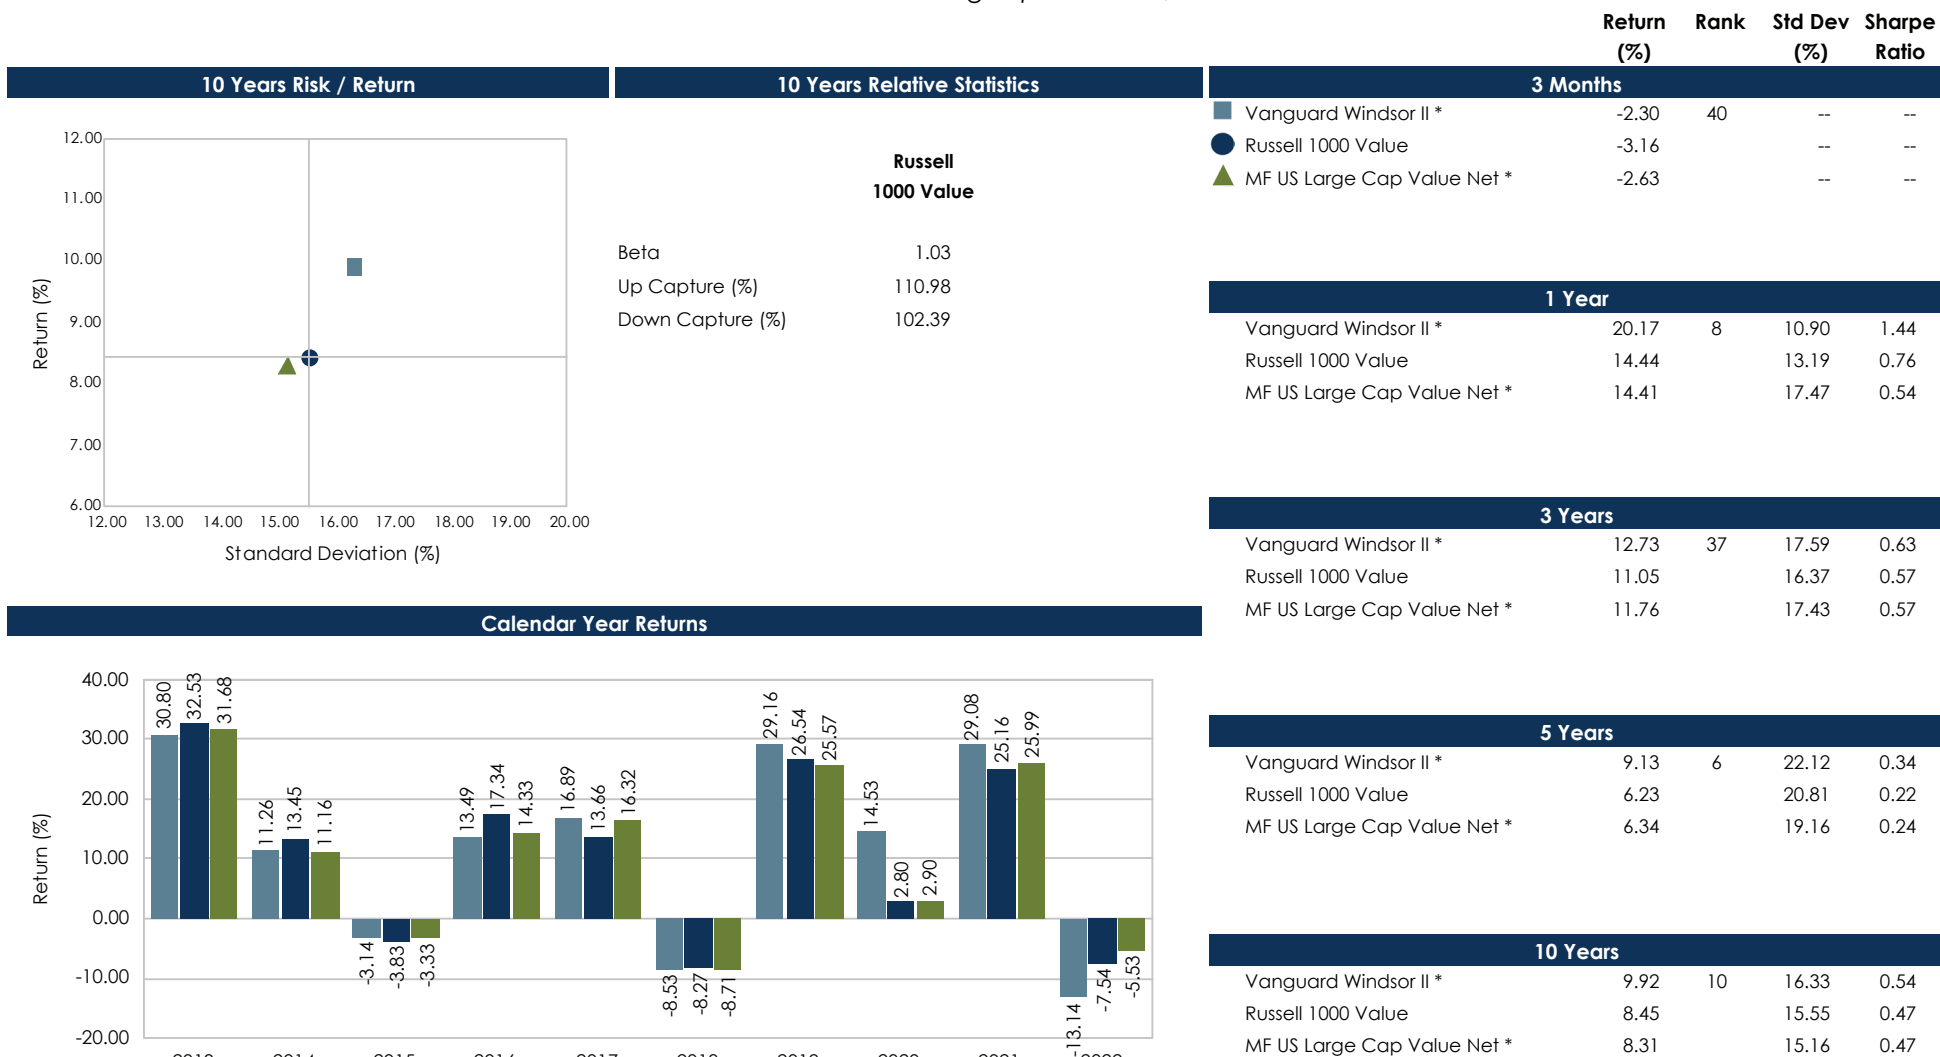 Return Rank Std Dev Sharpe
(%) (%) Ratio
10 Years Risk / Return
12.00
11.00
10.00
9.00
8.00
7.00
6.00
Return (%)
12.00 13.00 14.00 15.00 16.00 17.00 18.00 19.00 20.00
Standard Deviation (%)
10 Years Relative Statistics
Russell
1000 Value
Beta 1.03
Up Capture (%) 110.98
Down Capture (%) 102.39
3 Months
Vanguard Windsor II * -2.30 40 -- --
Russell 1000 Value -3.16 -- --
MF US Large Cap Value Net * -2.63 -- --
1 Year
Vanguard Windsor II * 20.17 8 10.90 1.44
Russell 1000 Value 14.44 13.19 0.76
MF US Large Cap Value Net * 14.41 17.47 0.54
3 Years
Vanguard Windsor II * 12.73 37 17.59 0.63
Russell 1000 Value 11.05 16.37 0.57
MF US Large Cap Value Net * 11.76 17.43 0.57
5 Years
Vanguard Windsor II * 9.13 6 22.12 0.34
Russell 1000 Value 6.23 20.81 0.22
MF US Large Cap Value Net * 6.34 19.16 0.24
10 Years
Vanguard Windsor II * 9.92 10 16.33 0.54
Russell 1000 Value 8.45 15.55 0.47
MF US Large Cap Value Net * 8.31 15.16 0.47
Calendar Year Returns
40.00
30.00
20.00
10.00
0.00
-10.00
-20.00
Return (%)
30.80 32.53 31.68
11.26 13.45 11.16
-3.14 -3.83 -3.33
13.49 17.34 14.33
16.89 13.66 16.32
-8.53 -8.27 -8.71
29.16 26.54 25.57
14.53 2.80 2.90
29.08 25.16 25.99
-13.14 -7.54 -5.53